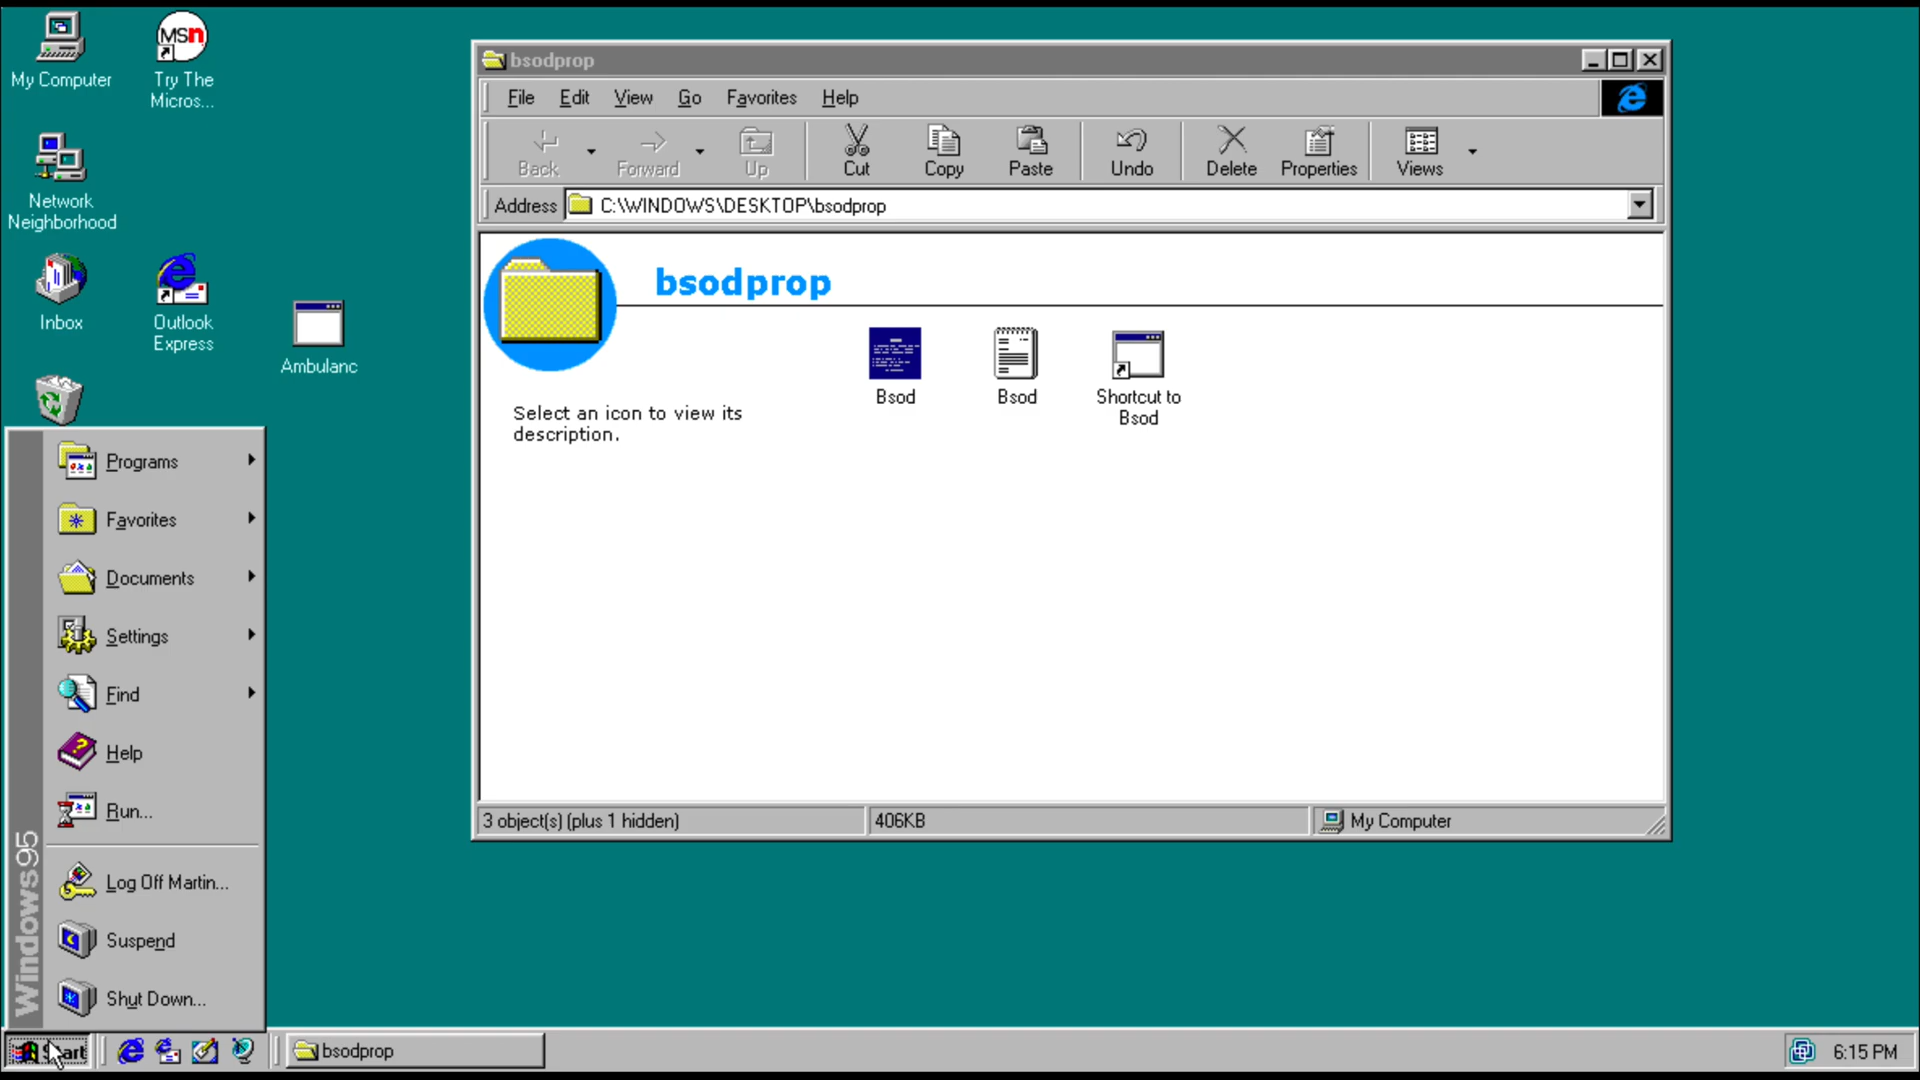 My Computer
MSn
Try The
Micros...
Network
Neighborhood
Inbox
Outlook
Express
Ambulanc
bsodprop
File Edit View Go Favorites Help
Back Forward Up Cut Copy Paste Undo Delete Properties Views
Address C:\WINDOWS\DESKTOP\bsodprop
bsodprop
Select an icon to view its
description.
Bsod
Bsod
Shortcut to
Bsod
3 object(s) (plus 1 hidden) 406KB My Computer
Programs
Favorites
Documents
Settings
Find
Help
Run...
Log Off Martin...
Suspend
Shut Down...
Windows95
Start bsodprop 6:15 PM